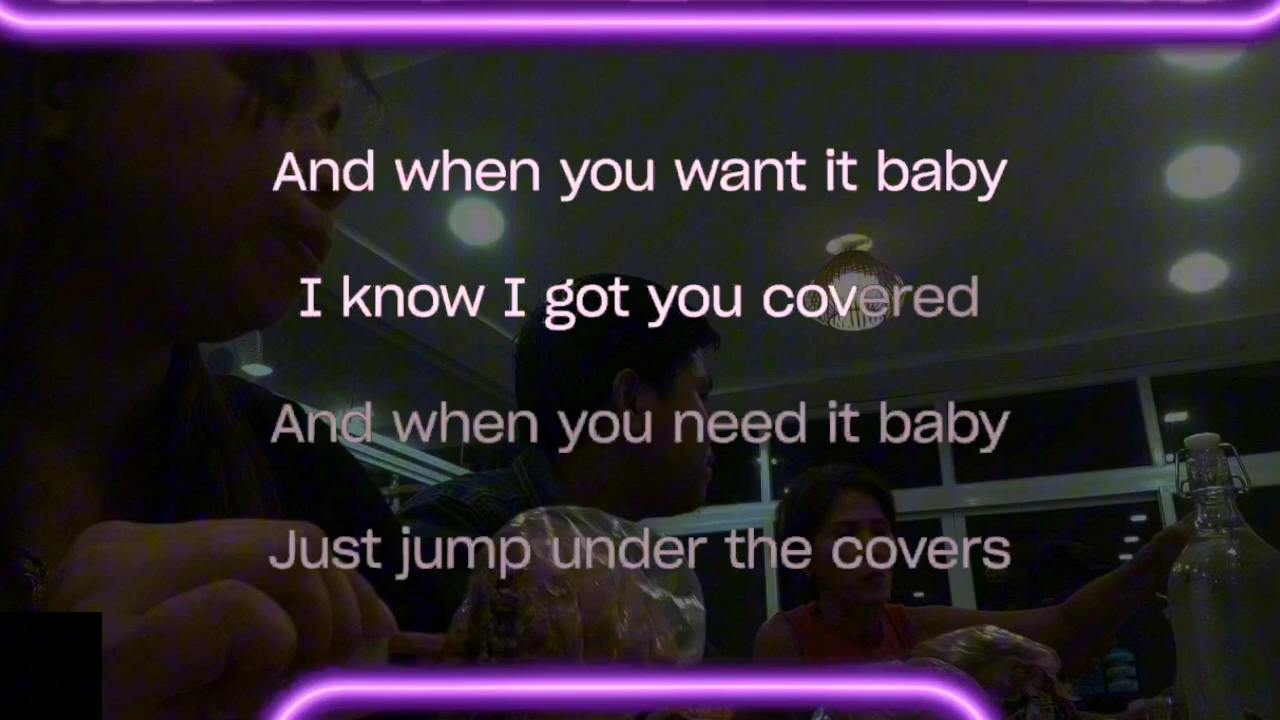 And when you want it baby
I know I got you covered
And when you need it baby
Just jump under the covers